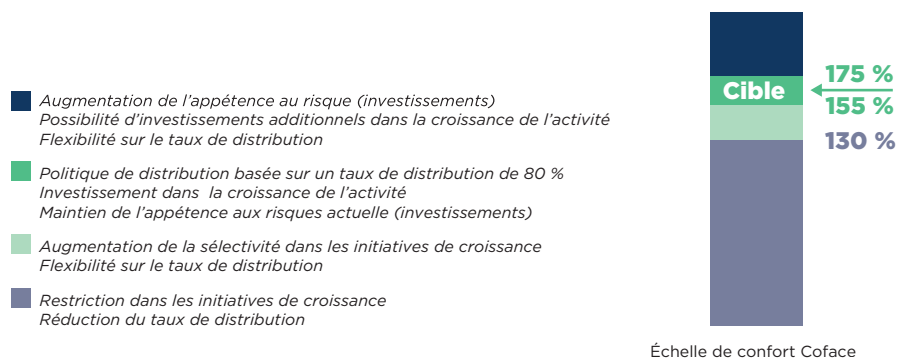 Augmentation de l'appétence au risque (investissements)
Possibilité d'investissements additionnels dans la croissance de l'activité
Flexibilité sur le taux de distribution
Politique de distribution basée sur un taux de distribution de 80 %
Investissement dans la croissance de l'activité
Maintien de l'appétence aux risques actuelle (investissements)
Augmentation de la sélectivité dans les initiatives de croissance
Flexibilité sur le taux de distribution
Restriction dans les initiatives de croissance
Réduction du taux de distribution
175 %
Cible
155 %
130 %
Échelle de confort Coface